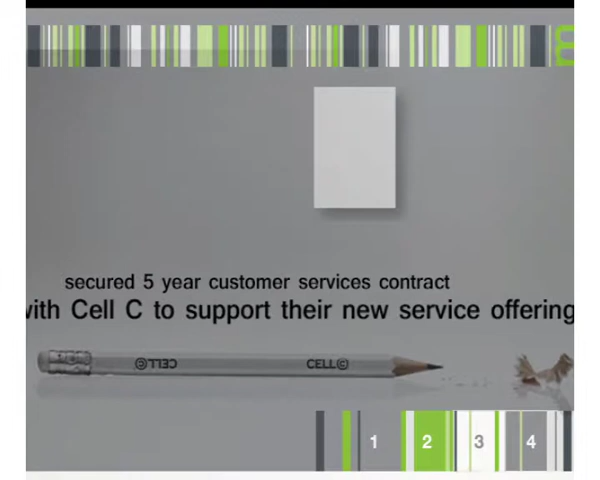 secured 5 year customer services contract
with Cell C to support their new service offering
CELL C CELL C
1 2 3 4